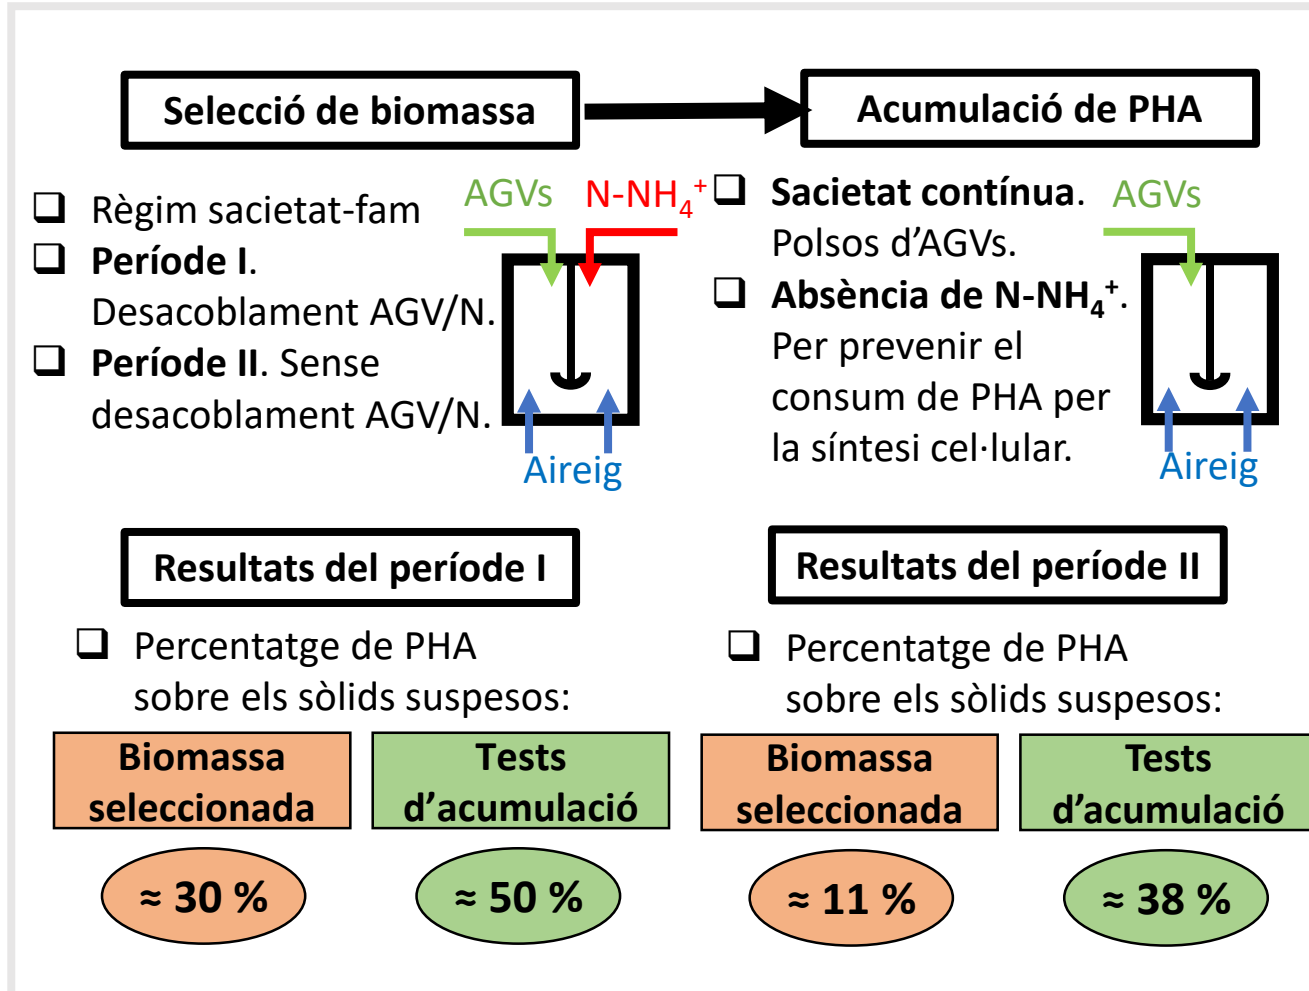 Selecció de biomassa
Acumulació de PHA
❑ Règim sacietat-fam
❑ Període I.
Desacoblament AGV/N.
❑ Període II. Sense
desacoblament AGV/N.
AGVs
N-NH₄⁺
Aireig
❑ Sacietat contínua.
Polsos d’AGVs.
❑ Absència de N-NH₄⁺.
Per prevenir el
consum de PHA per
la síntesi cel·lular.
AGVs
Aireig
Resultats del període I
❑ Percentatge de PHA
sobre els sòlids suspesos:
Biomassa
seleccionada
Tests
d’acumulació
≈ 30 %
≈ 50 %
Resultats del període II
❑ Percentatge de PHA
sobre els sòlids suspesos:
Biomassa
seleccionada
Tests
d’acumulació
≈ 11 %
≈ 38 %